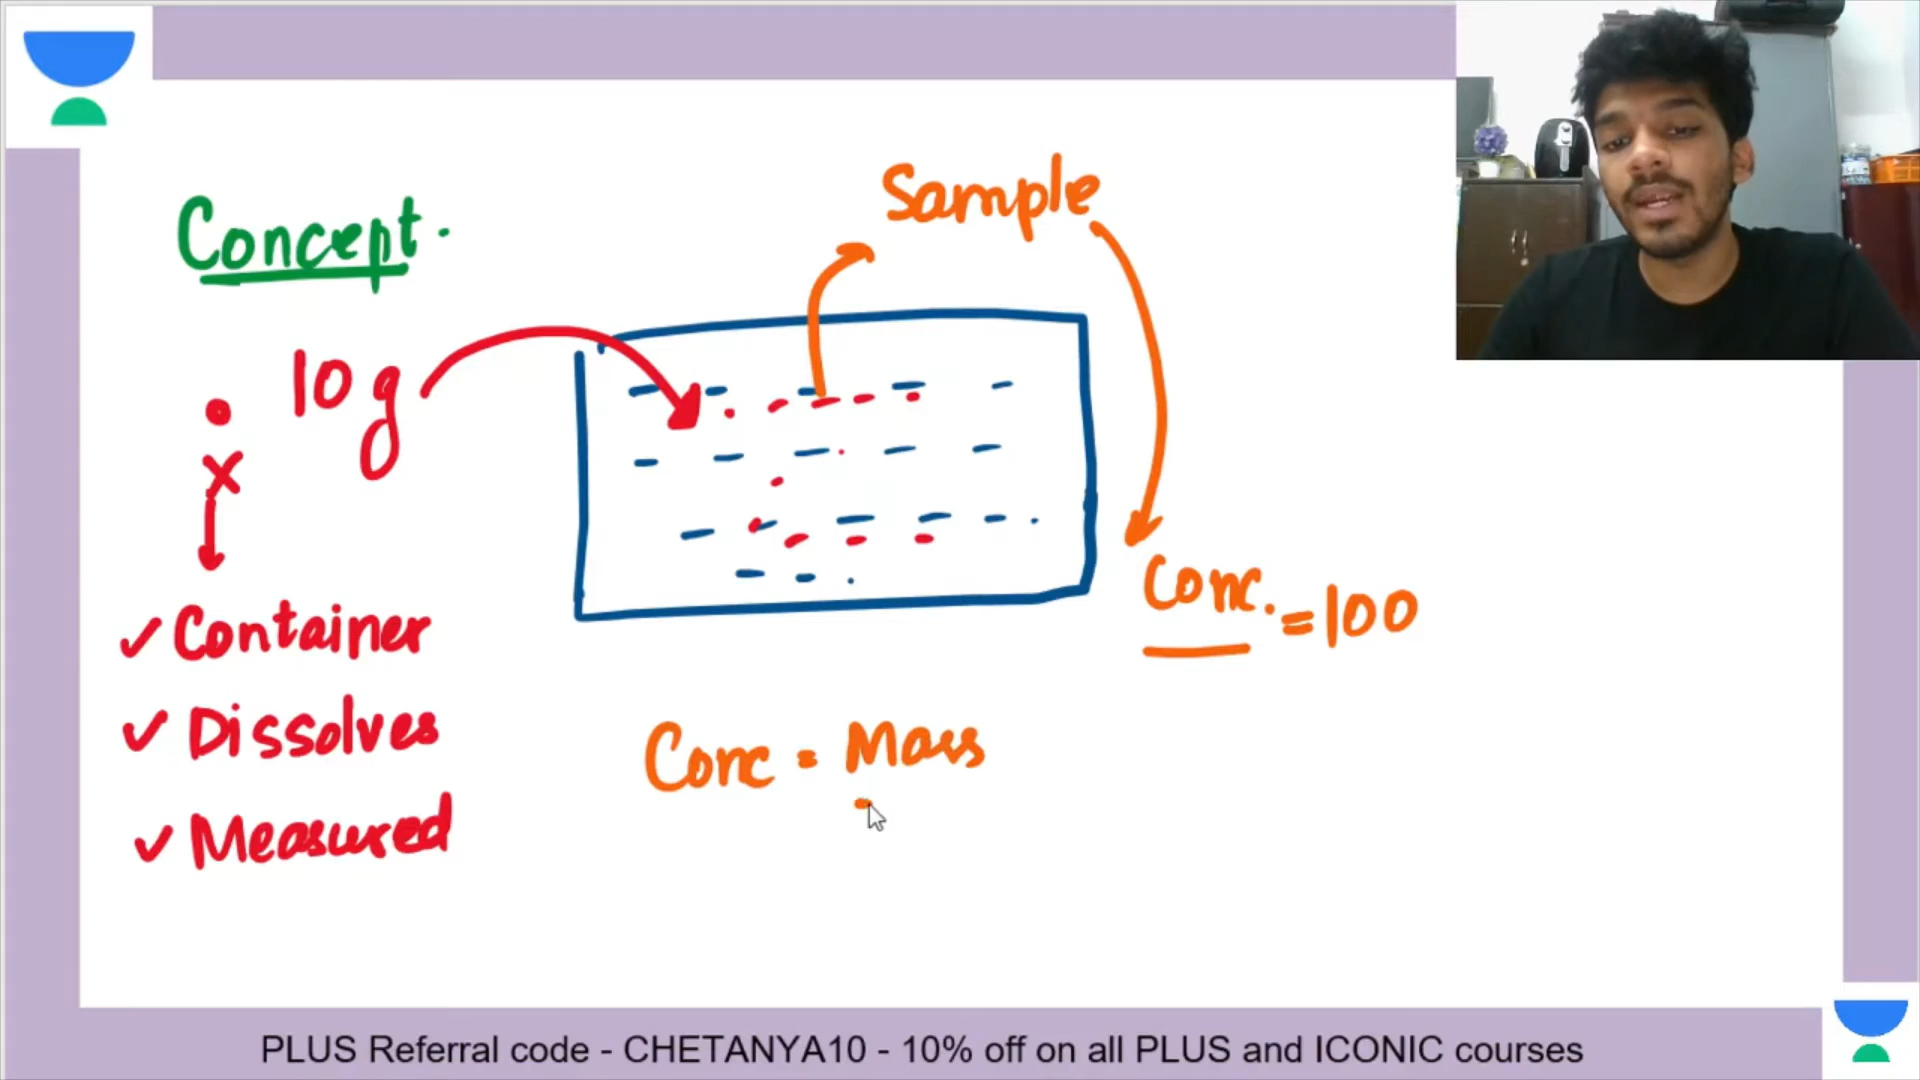 Concept.
Sample
10g
x
Conc. = 100
✓ Container
✓ Dissolves
✓ Measured
Conc = Mass
PLUS Referral code - CHETANYA10 - 10% off on all PLUS and ICONIC courses